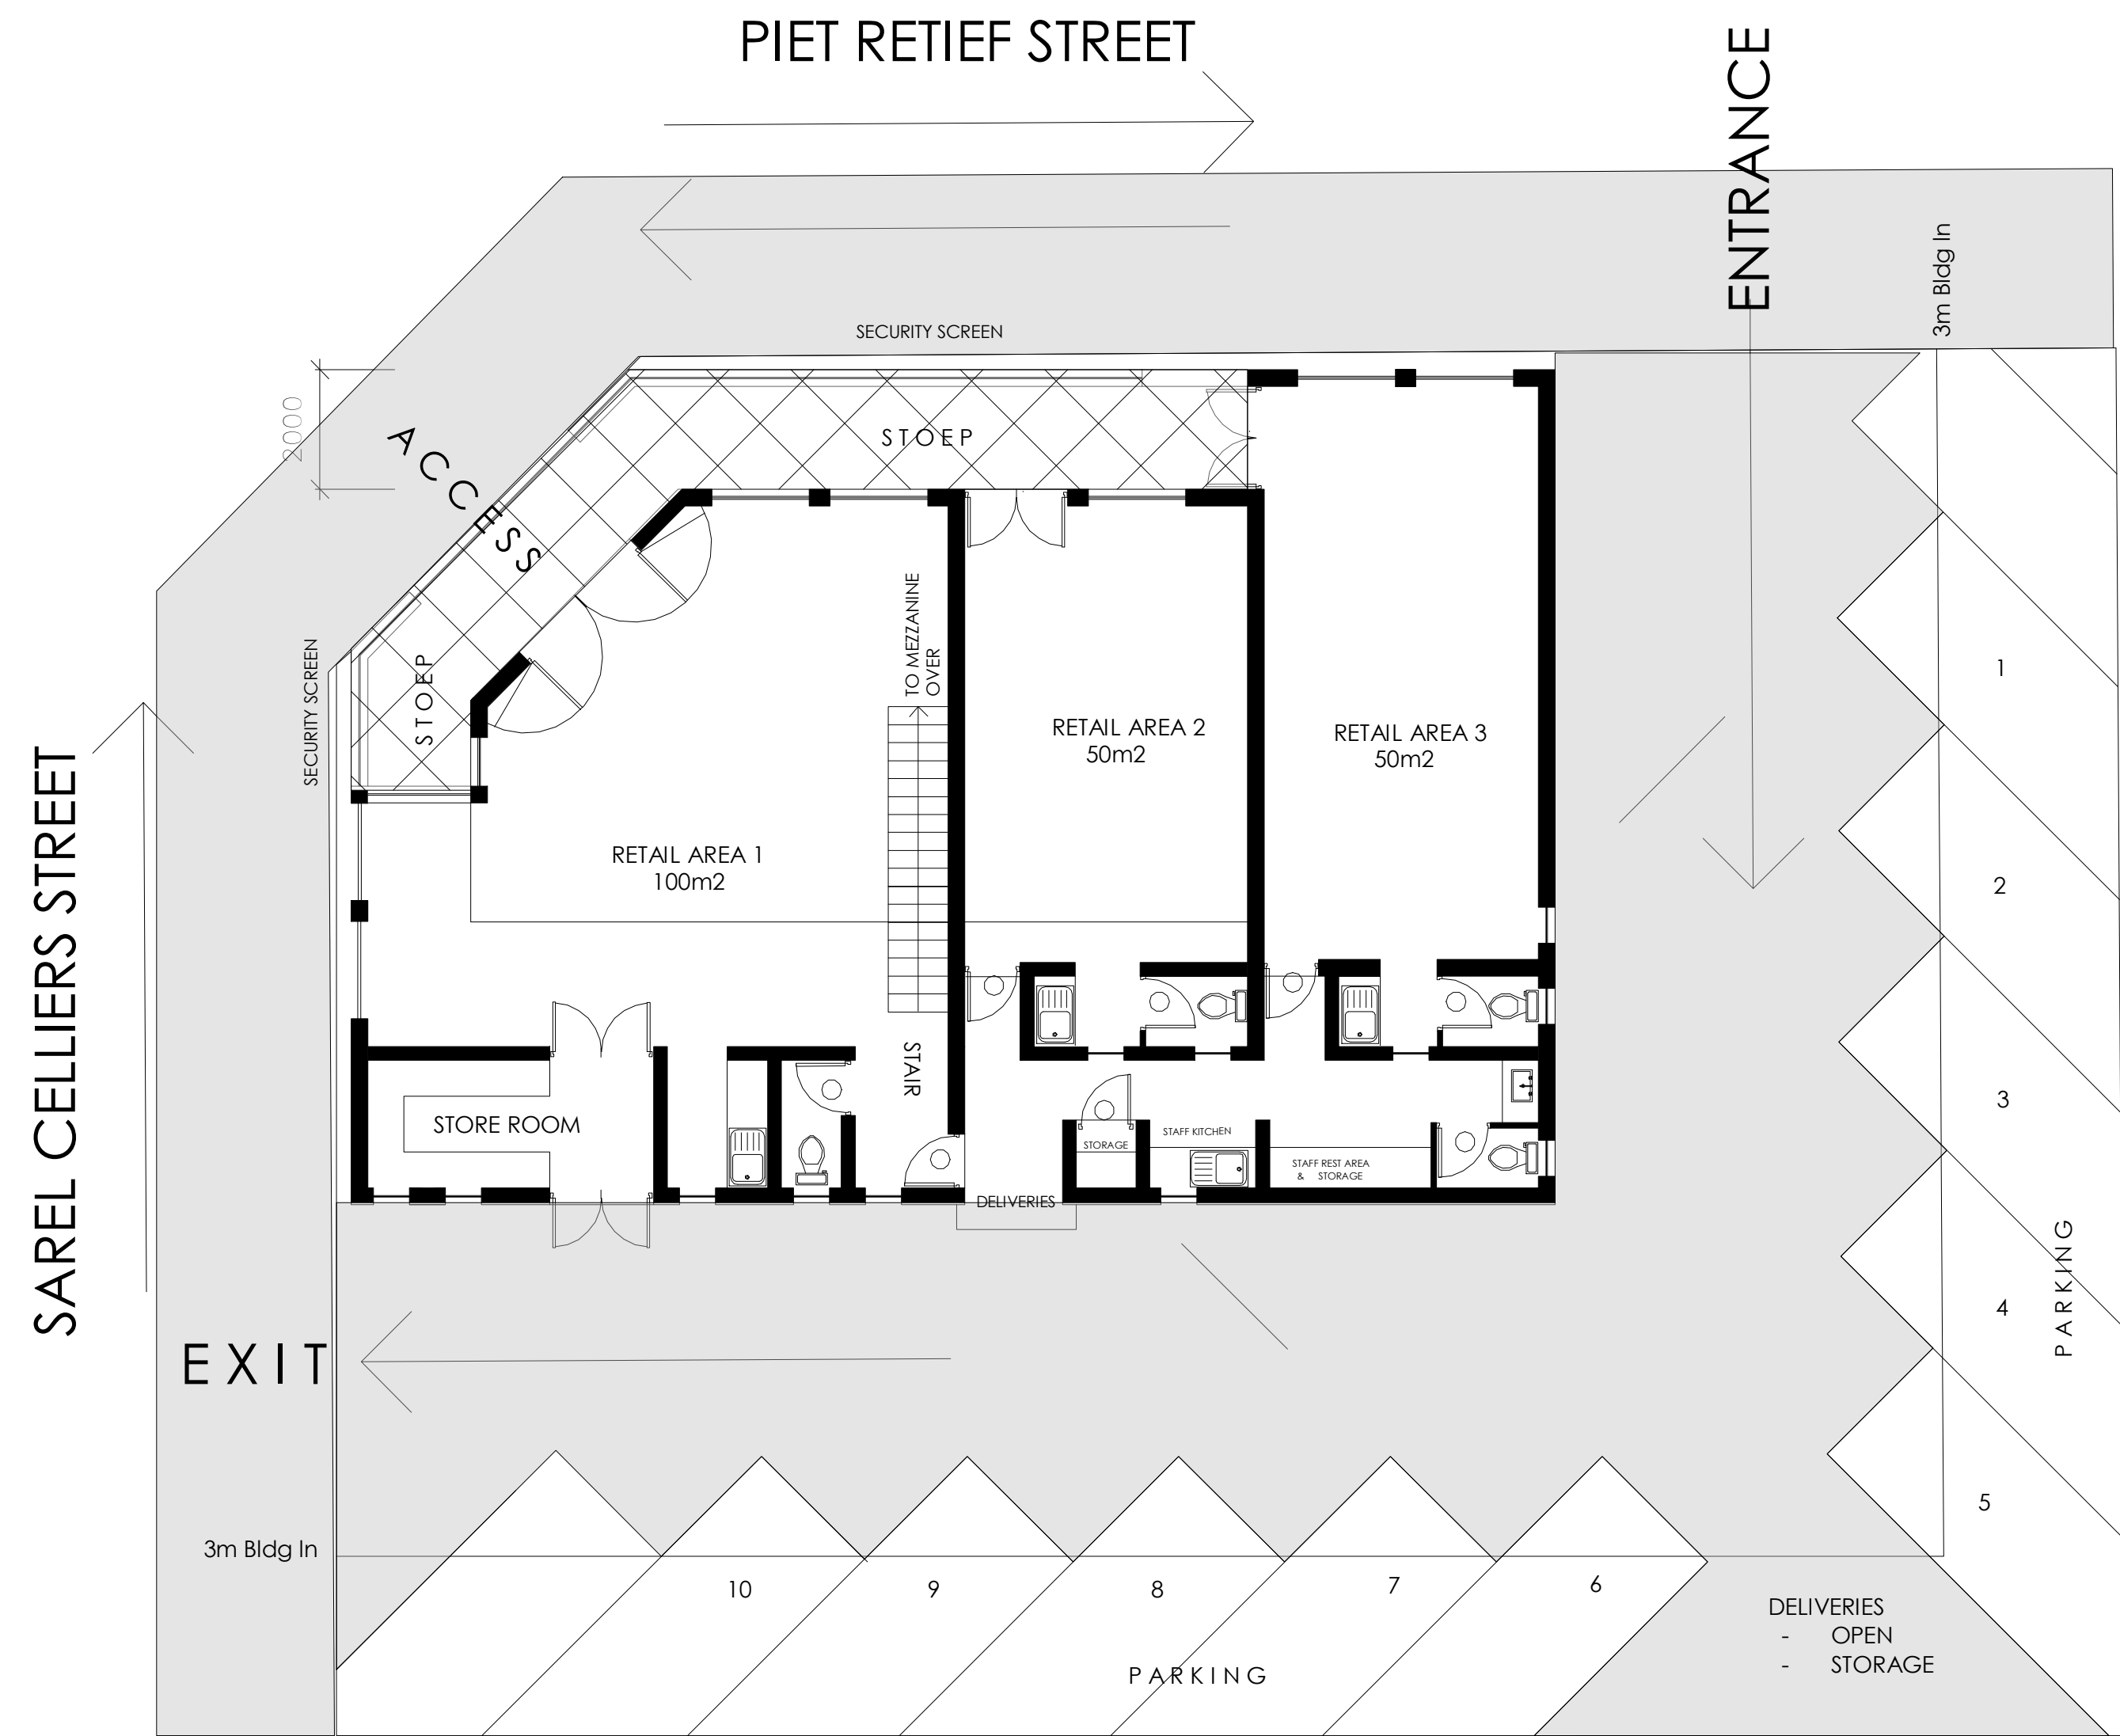 PIET RETIEF STREET
ENTRANCE
3m Bldg ln
SECURITY SCREEN
2000
ACCESS
STOEP
SECURITY SCREEN
STOEP
TO MEZZANINE
OVER
RETAIL AREA 1
100m2
RETAIL AREA 2
50m2
RETAIL AREA 3
50m2
1
2
3
4
5
PARKING
SAREL CELLIERS STREET
STAIR
STORE ROOM
STORAGE
STAFF KITCHEN
STAFF REST AREA
& STORAGE
DELIVERIES
EXIT
3m Bldg ln
10
9
8
7
6
PARKING
DELIVERIES
- OPEN
- STORAGE